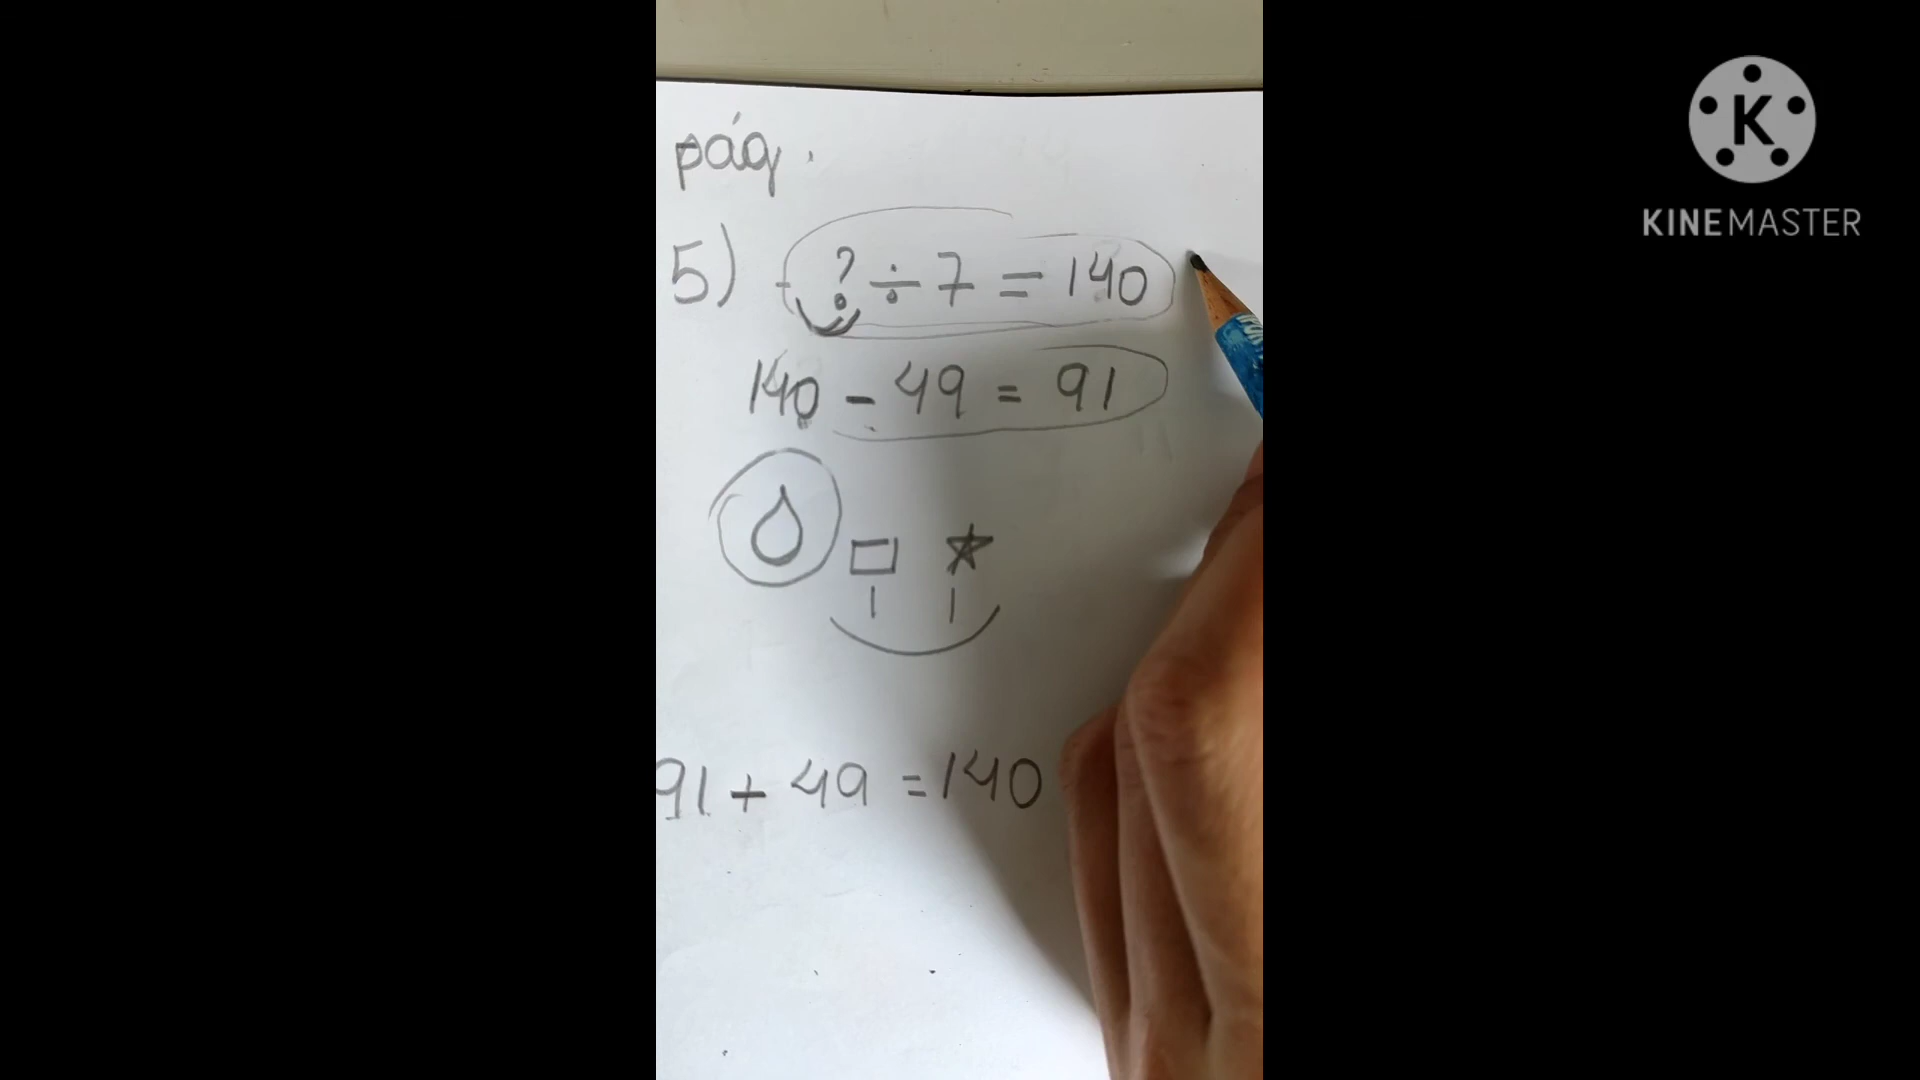 pág.
5) ? ÷ 7 = 140
140 - 49 = 91
91 + 49 = 140
K
KINEMASTER